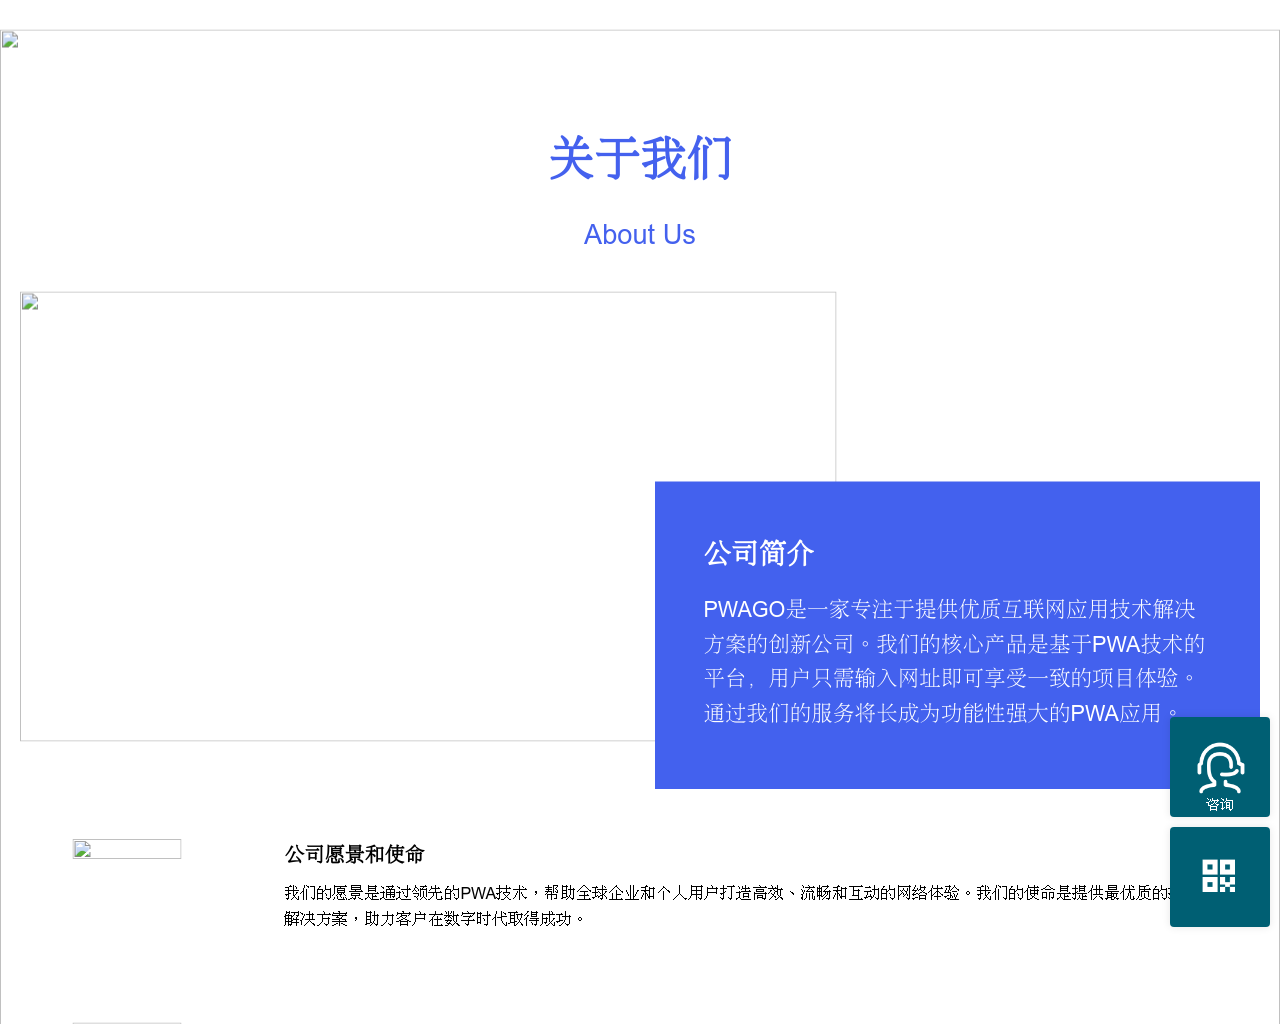 关于我们
About Us
公司简介
PWAGO是一家专注于提供优质互联网应用技术解决
方案的创新公司。我们的核心产品是基于PWA技术的
平台，用户只需输入网址即可享受一致的项目体验。
通过我们的服务将长成为功能性强大的PWA应用。
咨询
公司愿景和使命
我们的愿景是通过领先的PWA技术，帮助全球企业和个人用户打造高效、流畅和互动的网络体验。我们的使命是提供最优质的
解决方案，助力客户在数字时代取得成功。